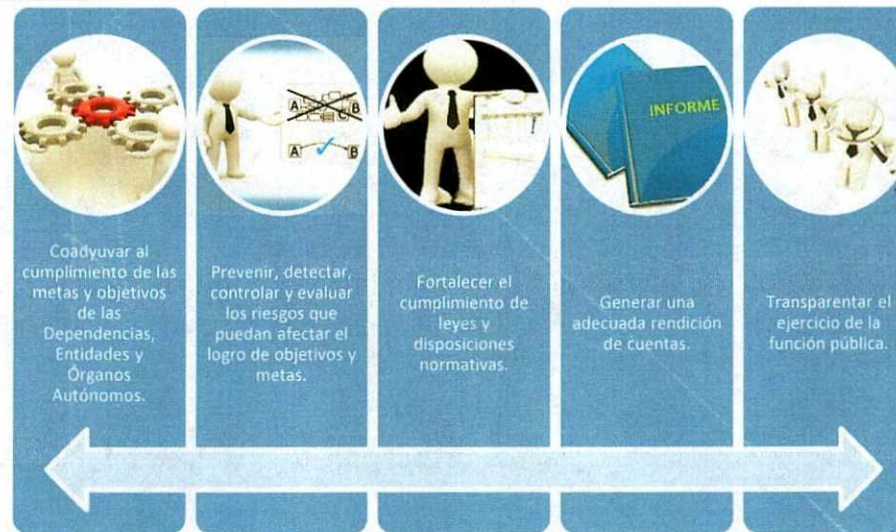 A
B
C
A
B
INFORME
Coadyuvar al
cumplimiento de las
metas y objetivos
de las
Dependencias,
Entidades y
Órganos
Autónomos.
Prevenir, detectar,
controlar y evaluar
los riesgos que
puedan afectar el
logro de objetivos y
metas.
Fortalecer el
cumplimiento de
leyes y
disposiciones
normativas.
Generar una
adecuada rendición
de cuentas.
Transparentar el
ejercicio de la
función pública.